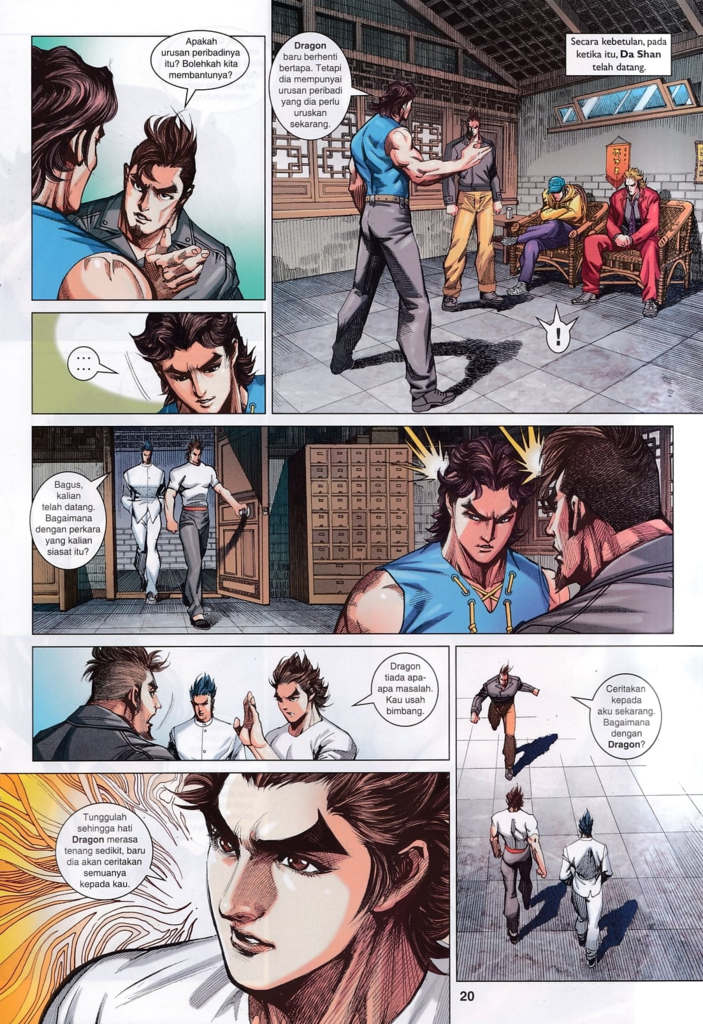 Secara kebetulan, pada
ketika itu, Da Shan
telah datang.
Dragon
baru berhenti
bertapa. Tetapi
dia mempunyai
urusan peribadi
yang dia perlu
uruskan
sekarang.
!
Apakah
urusan peribadinya
itu? Bolehkah kita
membantunya?
...
...
Bagus,
kalian
telah datang.
Bagaimana
dengan perkara
yang kalian
siasat itu?
Ceritakan
kepada
aku sekarang.
Bagaimana
dengan
Dragon?
Dragon
tiada apa-
apa masalah.
Kau usah
bimbang.
Tunggulah
sehingga hati
Dragon merasa
tenang sedikit, baru
dia akan ceritakan
semuanya
kepada kau.
20